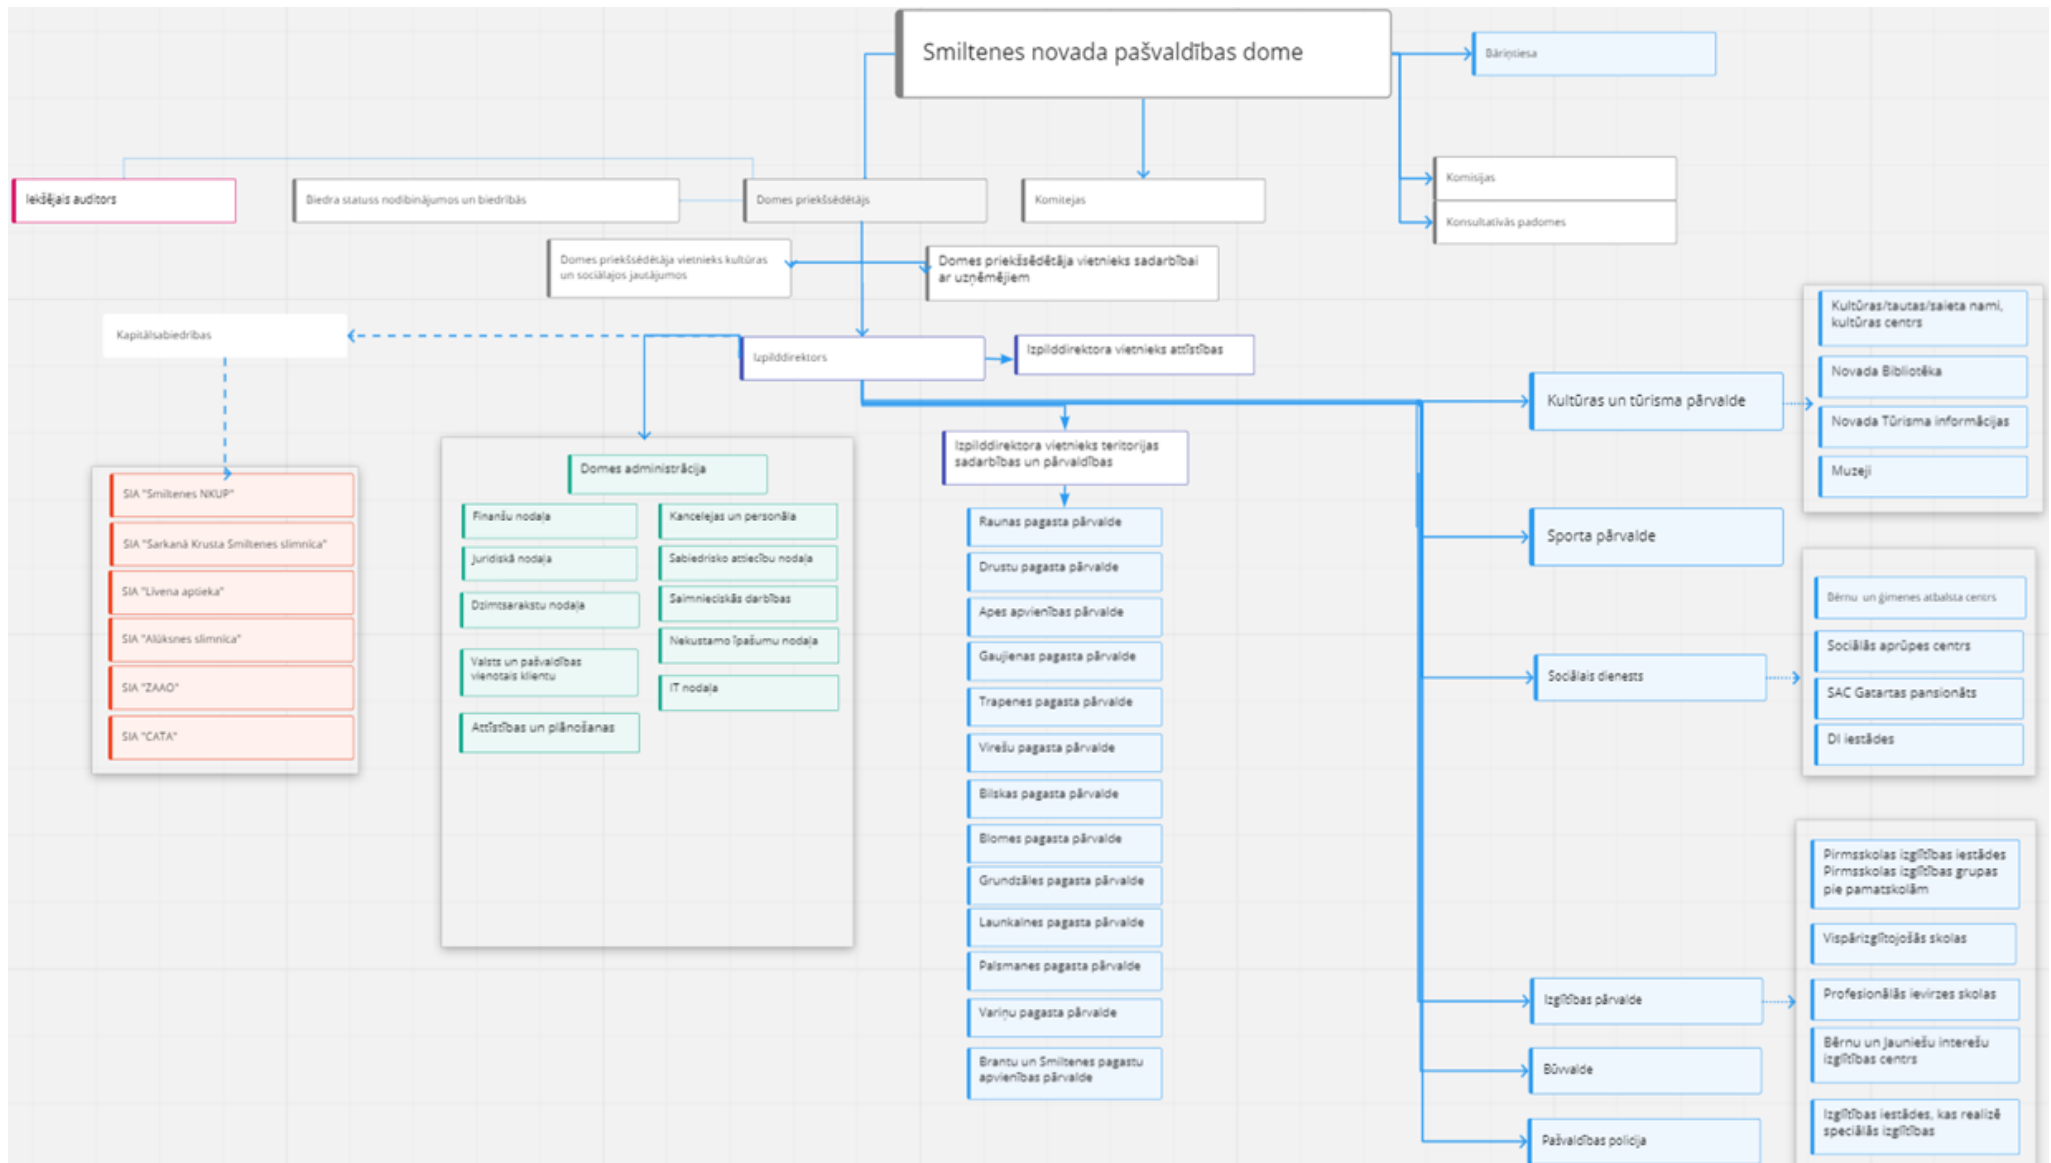 Smiltenes novada pašvaldības dome
Bāriņtiesa
Komisijas
Konsultatīvās padomes
Iekšējais auditors
Biedra statuss nodibinājumos un biedrībās
Domes priekšsēdētājs
Komitejas
Domes priekšsēdētāja vietnieks kultūras
un sociālajos jautājumos
Domes priekšsēdētāja vietnieks sadarbībai
ar uzņēmējiem
Kapitālsabiedrības
Izpilddirektors
Izpilddirektora vietnieks attīstības
Izpilddirektora vietnieks teritorijas
sadarbības un pārvaldības
SIA "Smiltenes NKUP"
SIA "Sarkanā Krusta Smiltenes slimnīca"
SIA "Līvena aptieka"
SIA "Alūksnes slimnīca"
SIA "ZAAO"
SIA "CATA"
Domes administrācija
Finanšu nodaļa
Juridiskā nodaļa
Dzimtsarakstu nodaļa
Valsts un pašvaldības
vienotais klientu
Attīstības un plānošanas
Kancelejas un personāla
Sabiedrisko attiecību nodaļa
Saimnieciskās darbības
Nekustamo īpašumu nodaļa
IT nodaļa
Raunas pagasta pārvalde
Drustu pagasta pārvalde
Apes apvienības pārvalde
Gaujienas pagasta pārvalde
Trapenes pagasta pārvalde
Virešu pagasta pārvalde
Bilskas pagasta pārvalde
Blomes pagasta pārvalde
Grundzāles pagasta pārvalde
Launkalnes pagasta pārvalde
Palsmanes pagasta pārvalde
Variņu pagasta pārvalde
Brantu un Smiltenes pagastu
apvienības pārvalde
Kultūras un tūrisma pārvalde
Kultūras/tautas/saieta nami,
kultūras centrs
Novada Bibliotēka
Novada Tūrisma informācijas
Muzeji
Sporta pārvalde
Sociālais dienests
Bērnu un ģimenes atbalsta centrs
Sociālās aprūpes centrs
SAC Gatartas pansionāts
DI iestādes
Izglītības pārvalde
Pirmsskolas izglītības iestādes
Pirmsskolas izglītības grupas
pie pamatskolām
Vispārizglītojošās skolas
Profesionālās ievirzes skolas
Bērnu un Jauniešu interešu
izglītības centrs
Izglītības iestādes, kas realizē
speciālās izglītības
Būvvalde
Pašvaldības policija